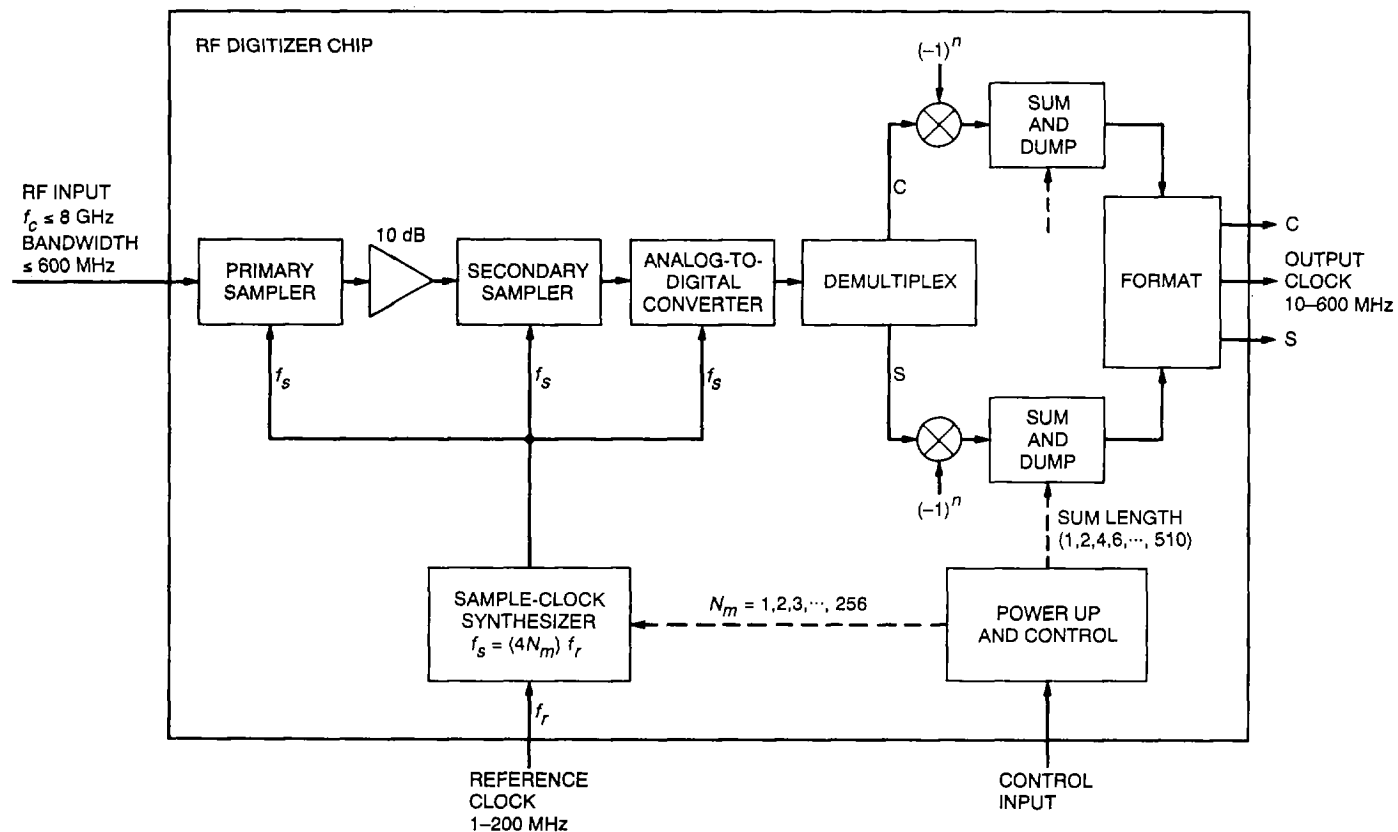 RF DIGITIZER CHIP
(–1)ⁿ
SUM
AND
DUMP
RF INPUT
f_c ≤ 8 GHz
BANDWIDTH
≤ 600 MHz
10 dB
C
PRIMARY
SAMPLER
SECONDARY
SAMPLER
ANALOG-TO-
DIGITAL
CONVERTER
DEMULTIPLEX
FORMAT
C
OUTPUT
CLOCK
10–600 MHz
S
f_s
f_s
f_s
S
SUM
AND
DUMP
(–1)ⁿ
SUM LENGTH
(1,2,4,6,···, 510)
SAMPLE-CLOCK
SYNTHESIZER
f_s = (4N_m) f_r
N_m = 1,2,3,···, 256
POWER UP
AND CONTROL
f_r
REFERENCE
CLOCK
1–200 MHz
CONTROL
INPUT